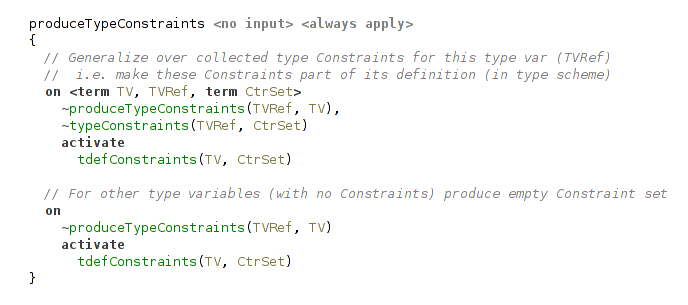 produceTypeConstraints <no input> <always apply>
{
// Generalize over collected type Constraints for this type var (TVRef)
// i.e. make these Constraints part of its definition (in type scheme)
on <term TV, TVRef, term CtrSet>
~produceTypeConstraints(TVRef, TV),
~typeConstraints(TVRef, CtrSet)
activate
tdefConstraints(TV, CtrSet)
// For other type variables (with no Constraints) produce empty Constraint set
on
~produceTypeConstraints(TVRef, TV)
activate
tdefConstraints(TV, CtrSet)
}